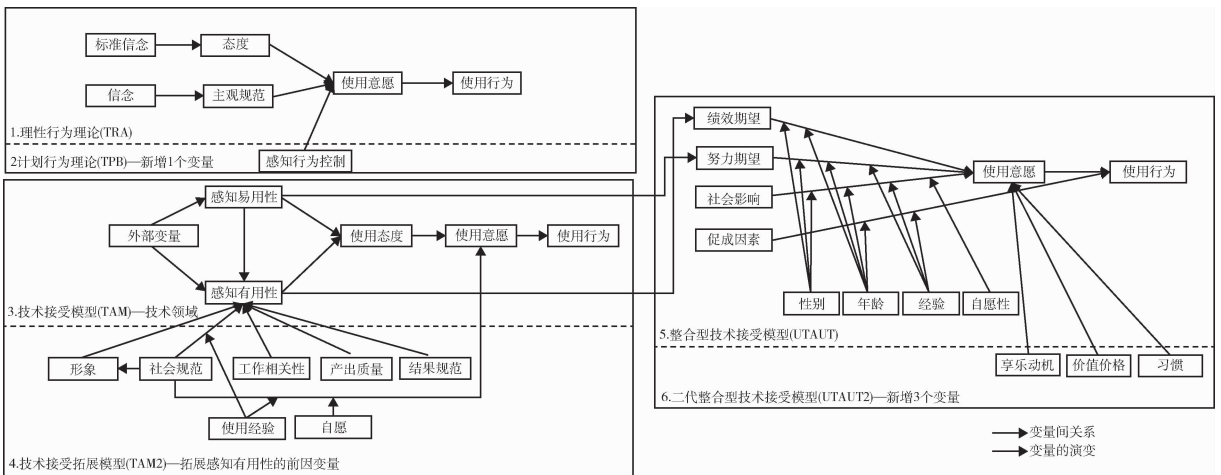 标准信念
态度
使用意愿
使用行为
信念
主观规范
1.理性行为理论(TRA)
2计划行为理论(TPB)—新增1个变量
感知行为控制
感知易用性
外部变量
使用态度
使用意愿
使用行为
感知有用性
3.技术接受模型(TAM)—技术领域
形象
社会规范
工作相关性
产出质量
结果规范
使用经验
自愿
4.技术接受拓展模型(TAM2)—拓展感知有用性的前因变量
绩效期望
努力期望
使用意愿
使用行为
社会影响
促成因素
性别
年龄
经验
自愿性
5.整合型技术接受模型(UTAUT)
享乐动机
价值价格
习惯
6.二代整合型技术接受模型(UTAUT2)—新增3个变量
变量间关系
变量的演变